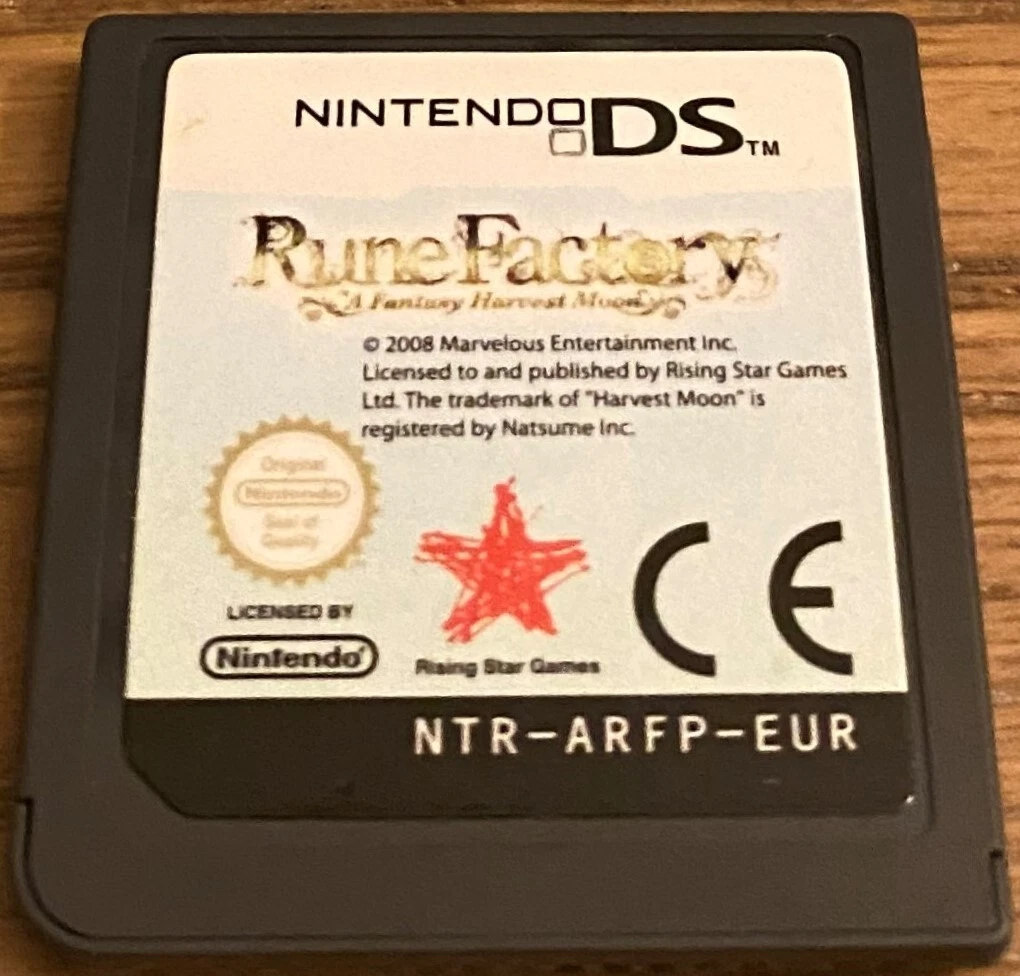 NINTENDO DS™
Rune Factory
A Fantasy Harvest Moon
© 2008 Marvelous Entertainment Inc.
Licensed to and published by Rising Star Games
Ltd. The trademark of "Harvest Moon" is
registered by Natsume Inc.
Original
Nintendo
Seal of
Quality
LICENSED BY
Nintendo®
Rising Star Games
CE
NTR-ARFP-EUR